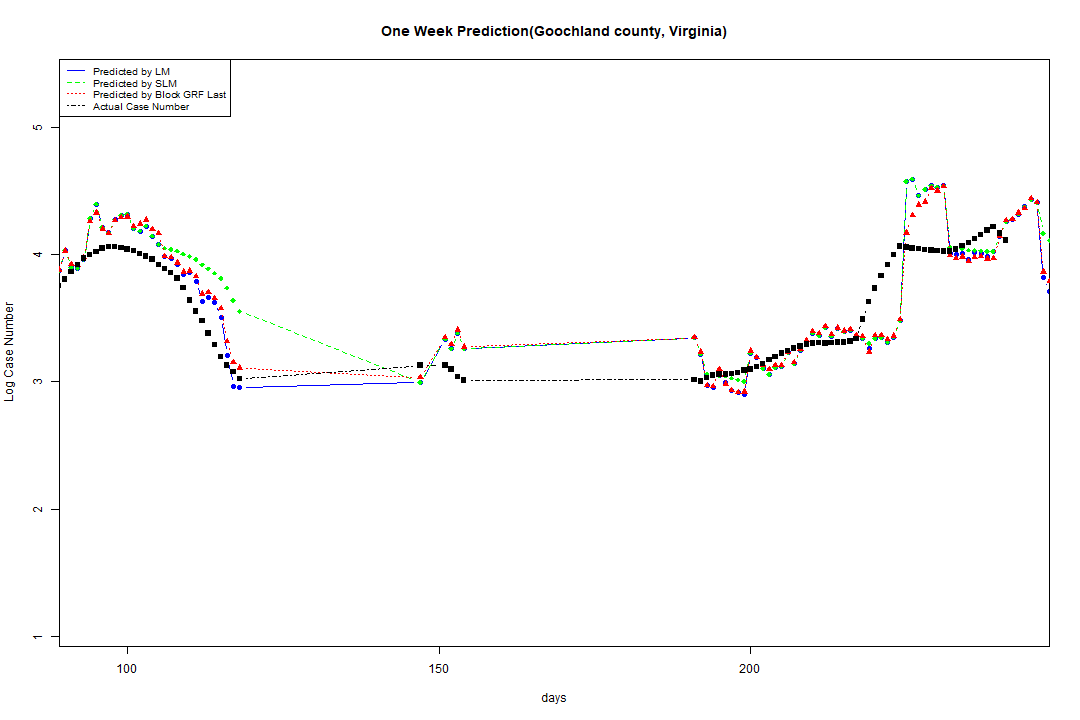 One Week Prediction(Goochland county, Virginia)
Predicted by LM
Predicted by SLM
Predicted by Block GRF Last
Actual Case Number
5
4
3
2
1
Log Case Number
100 150 200
days